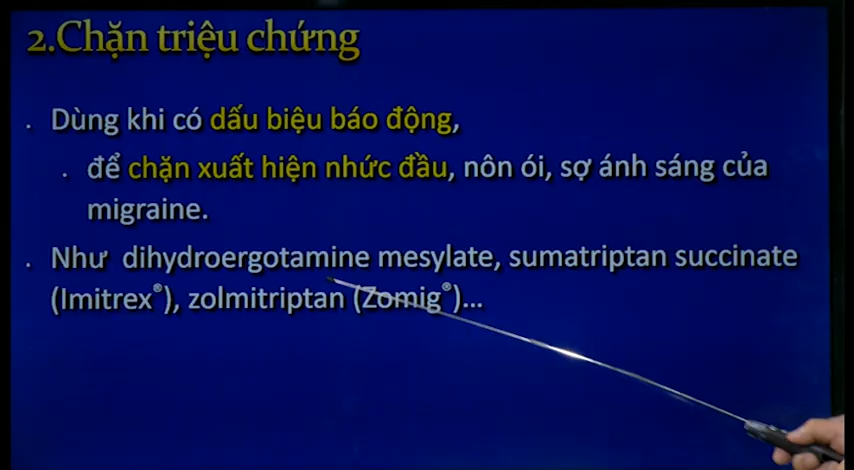 2.Chặn triệu chứng
. Dùng khi có dấu biệu báo động,
. để chặn xuất hiện nhức đầu, nôn ói, sợ ánh sáng của
migraine.
. Như dihydroergotamine mesylate, sumatriptan succinate
(Imitrex®), zolmitriptan (Zomig®)...